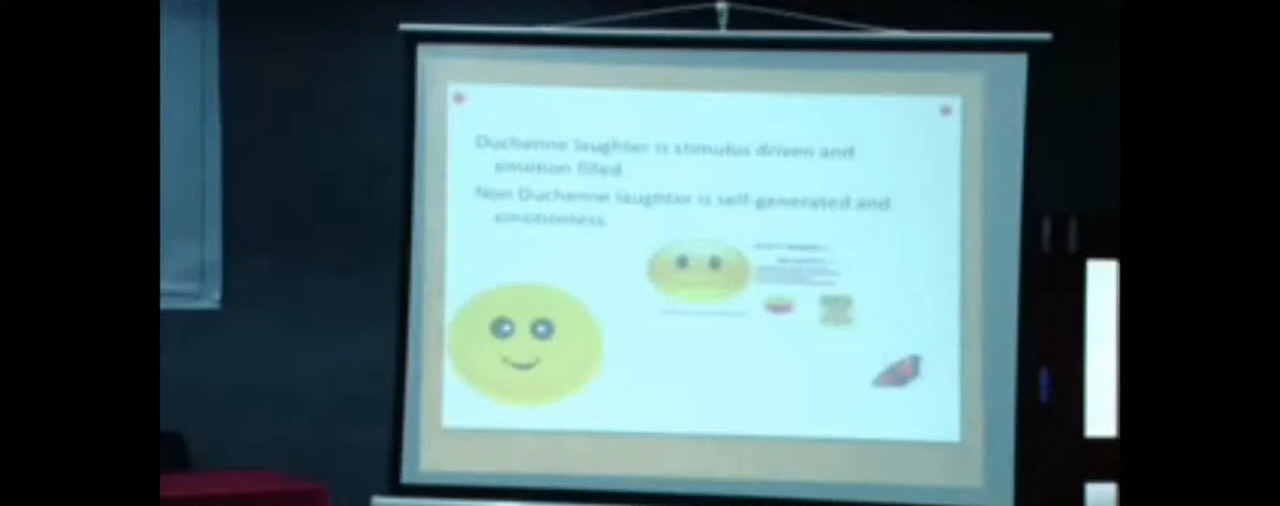 Duchenne laughter is stimulus driven and
emotion filled
Non Duchenne laughter is self-generated and
emotionless